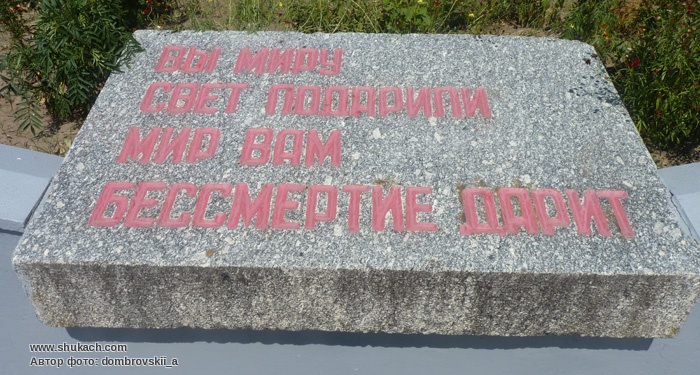 ВЫ МИРУ
СВЕТ ПОДАРИЛИ
МИР ВАМ
БЕССМЕРТИЕ ДАРИТ
www.shukach.com
Автор фото: dombrovskii_a